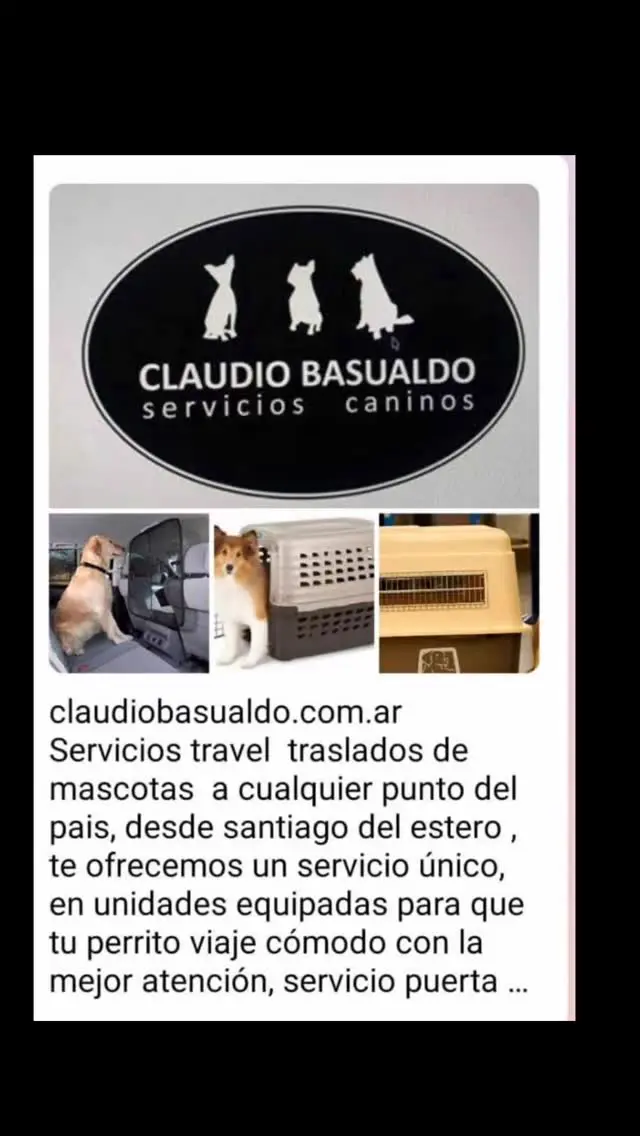 CLAUDIO BASUALDO
servicios caninos
claudiobasualdo.com.ar
Servicios travel  traslados de
mascotas  a cualquier punto del
pais, desde santiago del estero ,
te ofrecemos un servicio único,
en unidades equipadas para que
tu perrito viaje cómodo con la
mejor atención, servicio puerta ...